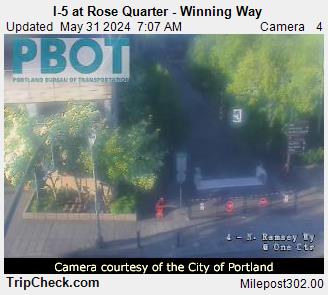 I-5 at Rose Quarter - Winning Way
Updated May 31 2024 7:07 AM Camera 4
PBOT
PORTLAND BUREAU OF TRANSPORTATION
4 - N. Ramsey Wy
@ One Ctr
Camera courtesy of the City of Portland
TripCheck.com Milepost302.00